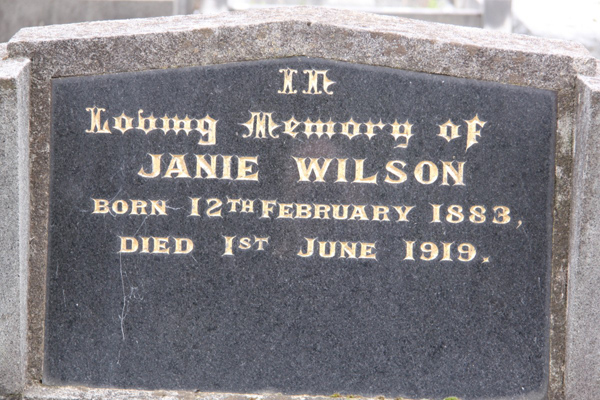 In
Loving Memory of
JANIE WILSON
BORN 12TH FEBRUARY 1883,
DIED 1ST JUNE 1919.